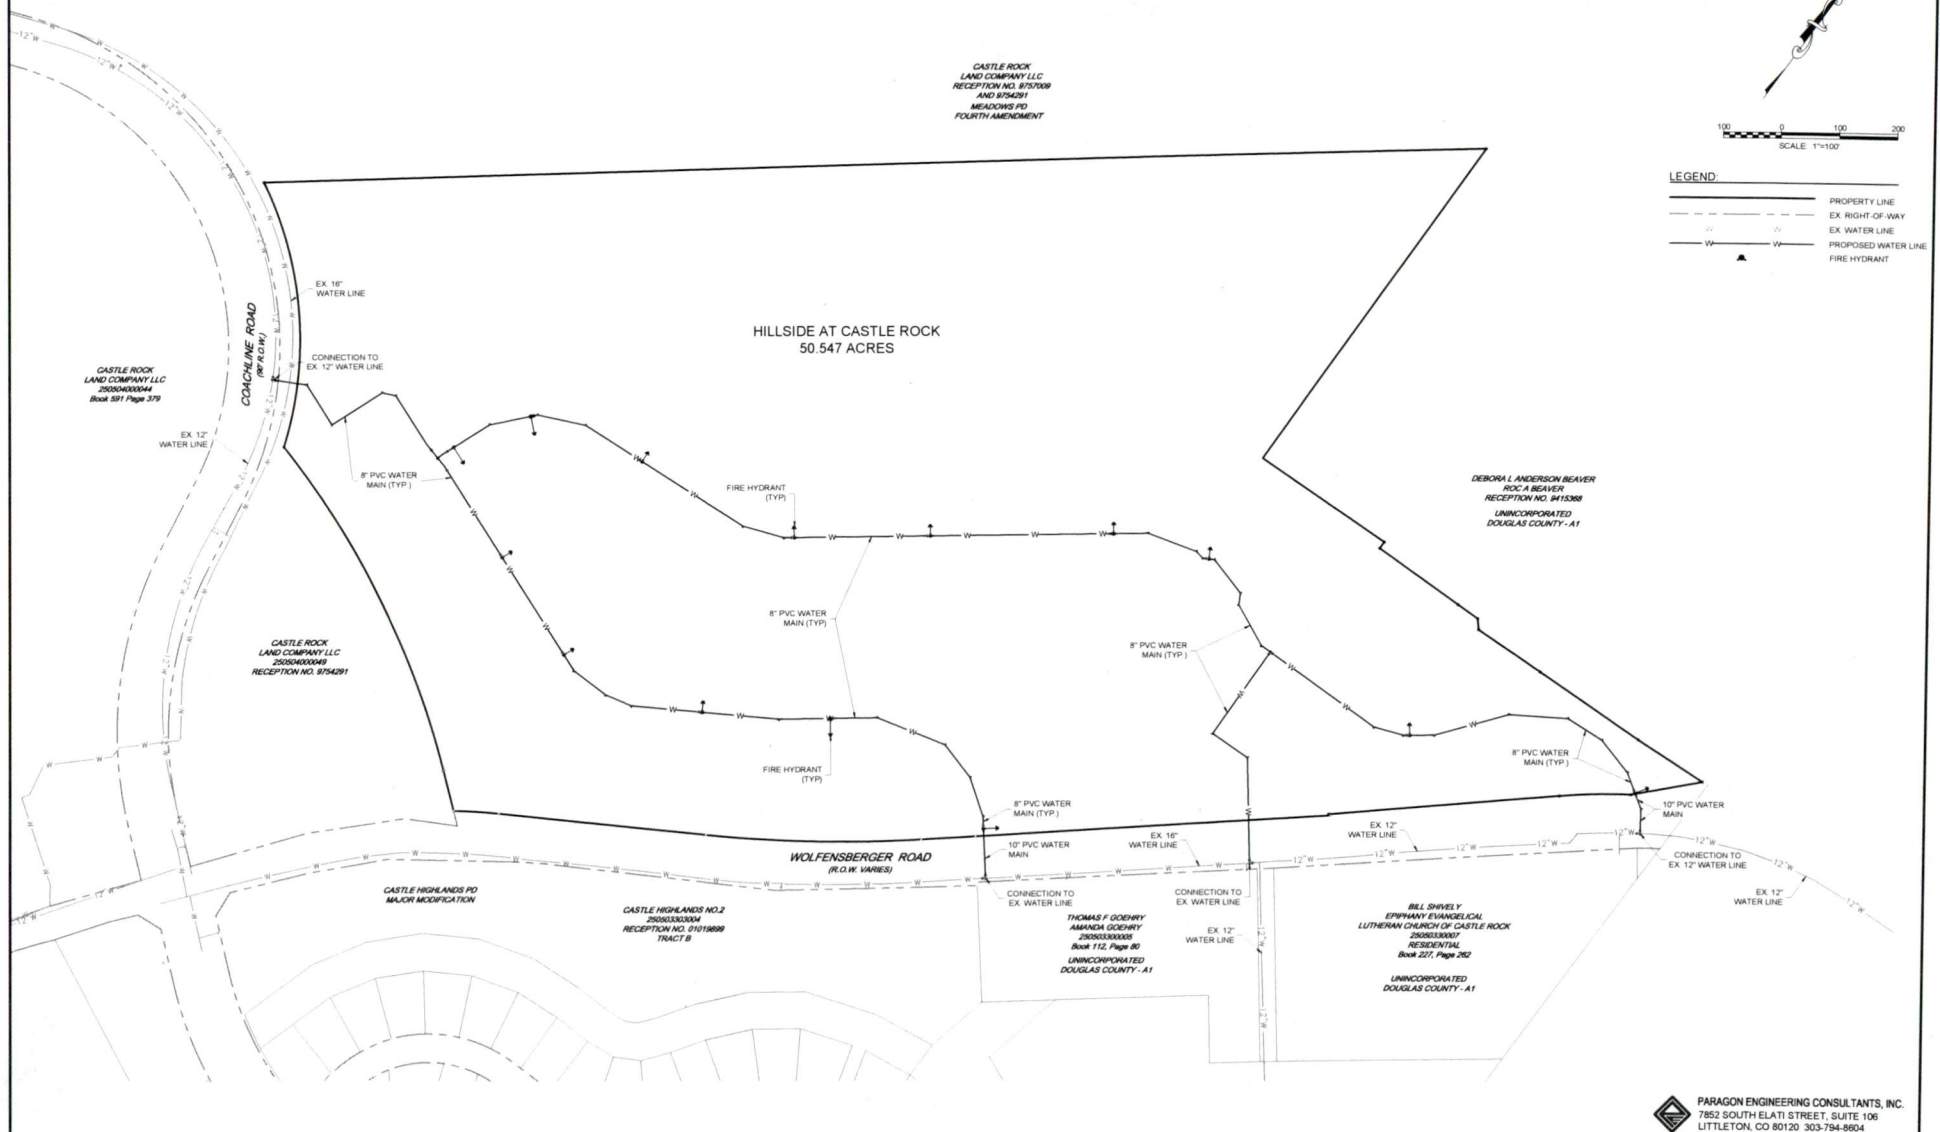 CASTLE ROCK
LAND COMPANY LLC
RECEPTION NO. 9757009
AND 9754291
MEADOWS PD
FOURTH AMENDMENT
100 0 100 200
SCALE: 1"=100'
LEGEND:
PROPERTY LINE
EX. RIGHT-OF-WAY
EX. WATER LINE
PROPOSED WATER LINE
FIRE HYDRANT
HILLSIDE AT CASTLE ROCK
50.547 ACRES
EX. 16"
WATER LINE
COACHLINE ROAD
(90' R.O.W.)
CONNECTION TO
EX. 12" WATER LINE
CASTLE ROCK
LAND COMPANY LLC
250504000044
Book 591 Page 379
EX. 12"
WATER LINE
8" PVC WATER
MAIN (TYP.)
FIRE HYDRANT
(TYP)
DEBORA L ANDERSON BEAVER
ROC A BEAVER
RECEPTION NO. 9415368
UNINCORPORATED
DOUGLAS COUNTY - A1
8" PVC WATER
MAIN (TYP)
8" PVC WATER
MAIN (TYP.)
CASTLE ROCK
LAND COMPANY LLC
250504000049
RECEPTION NO. 9754291
FIRE HYDRANT
(TYP)
8" PVC WATER
MAIN (TYP.)
8" PVC WATER
MAIN (TYP.)
10" PVC WATER
MAIN
10" PVC WATER
MAIN
EX. 16"
WATER LINE
EX. 12"
WATER LINE
WOLFENSBERGER ROAD
(R.O.W. VARIES)
CONNECTION TO
EX. 12" WATER LINE
EX. 12"
WATER LINE
CONNECTION TO
EX. WATER LINE
CONNECTION TO
EX. WATER LINE
CASTLE HIGHLANDS PD
MAJOR MODIFICATION
CASTLE HIGHLANDS NO.2
250503303004
RECEPTION NO. 01019899
TRACT B
THOMAS F GOEHRY
AMANDA GOEHRY
250503300005
Book 112, Page 80
UNINCORPORATED
DOUGLAS COUNTY - A1
EX. 12"
WATER LINE
BILL SHIVELY
EPIPHANY EVANGELICAL
LUTHERAN CHURCH OF CASTLE ROCK
25050330007
RESIDENTIAL
Book 227, Page 262
UNINCORPORATED
DOUGLAS COUNTY - A1
PARAGON ENGINEERING CONSULTANTS, INC.
7852 SOUTH ELATI STREET, SUITE 106
LITTLETON, CO 80120 303-794-8604